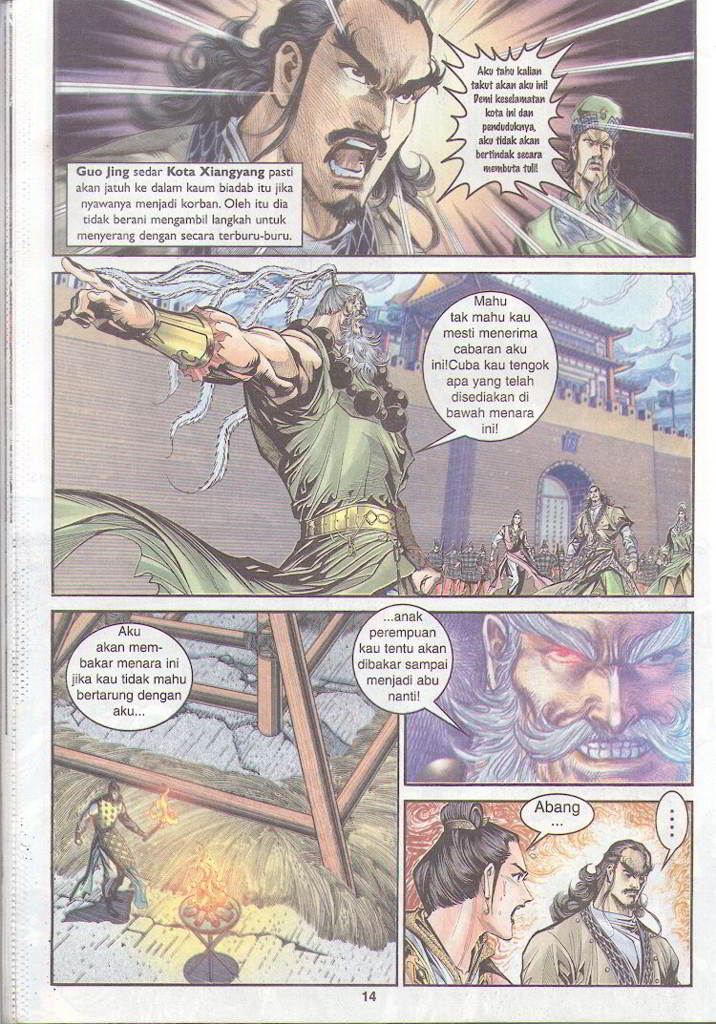 Aku tahu kalian
takut akan aku ini!
Demi keselamatan
kota ini dan
penduduknya,
aku tidak akan
bertindak secara
membuta tuli!
Guo Jing sedar Kota Xiangyang pasti
akan jatuh ke dalam kaum biadab itu jika
nyawanya menjadi korban. Oleh itu dia
tidak berani mengambil langkah untuk
menyerang dengan secara terburu-buru.
Mahu
tak mahu kau
mesti menerima
cabaran aku
ini!Cuba kau tengok
apa yang telah
disediakan di
bawah menara
ini!
Aku
akan mem-
bakar menara ini
jika kau tidak mahu
bertarung dengan
aku...
...anak
perempuan
kau tentu akan
dibakar sampai
menjadi abu
nanti!
Abang
...
....
14